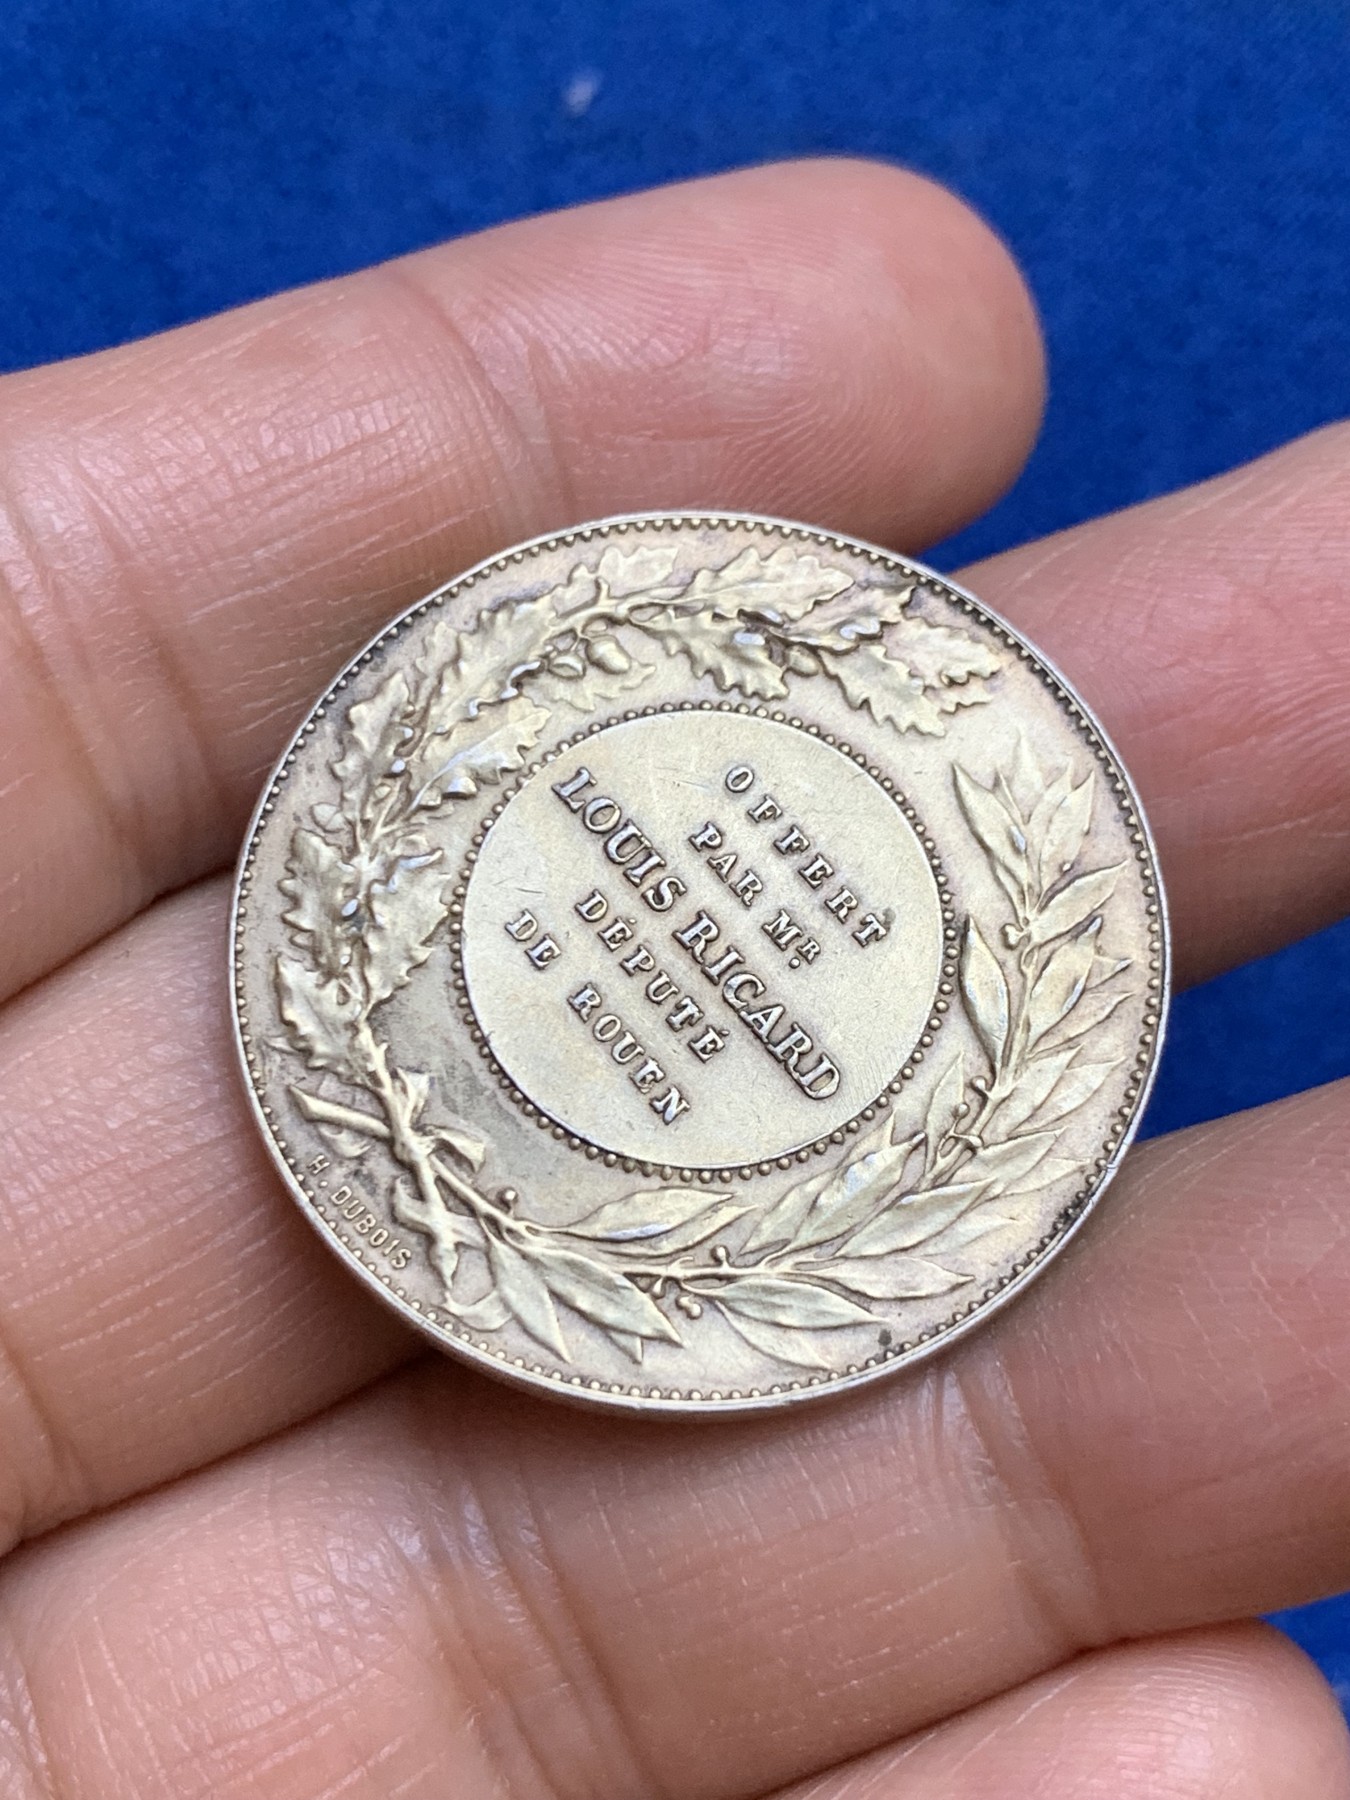 OFFERT
PAR MR.
LOUIS RICARD
DÉPUTÉ
DE ROUEN
H. DUBOIS